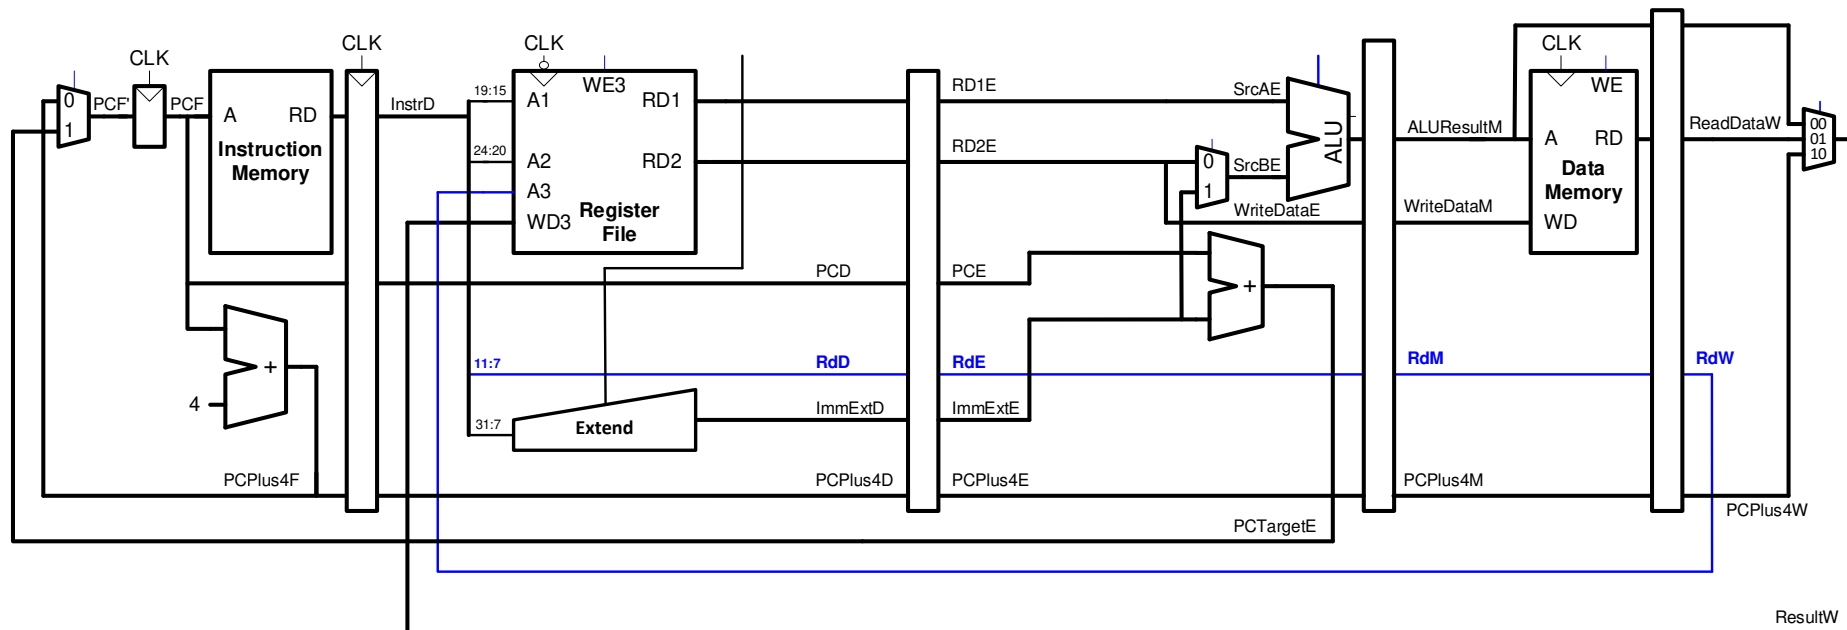 CLK
CLK
CLK
CLK
0
1
PCF'
PCF
A
RD
Instruction
Memory
InstrD
19:15
A1
WE3
RD1
24:20
A2
RD2
A3
WD3
Register
File
RD1E
RD2E
SrcAE
0
1
SrcBE
ALU
WriteDataE
ALUResultM
WriteDataM
WE
A
RD
Data
Memory
WD
ReadDataW
00
01
10
PCD
PCE
+
4
+
11:7
RdD
RdE
RdM
RdW
31:7
Extend
ImmExtD
ImmExtE
PCPlus4F
PCPlus4D
PCPlus4E
PCPlus4M
PCPlus4W
PCTargetE
ResultW